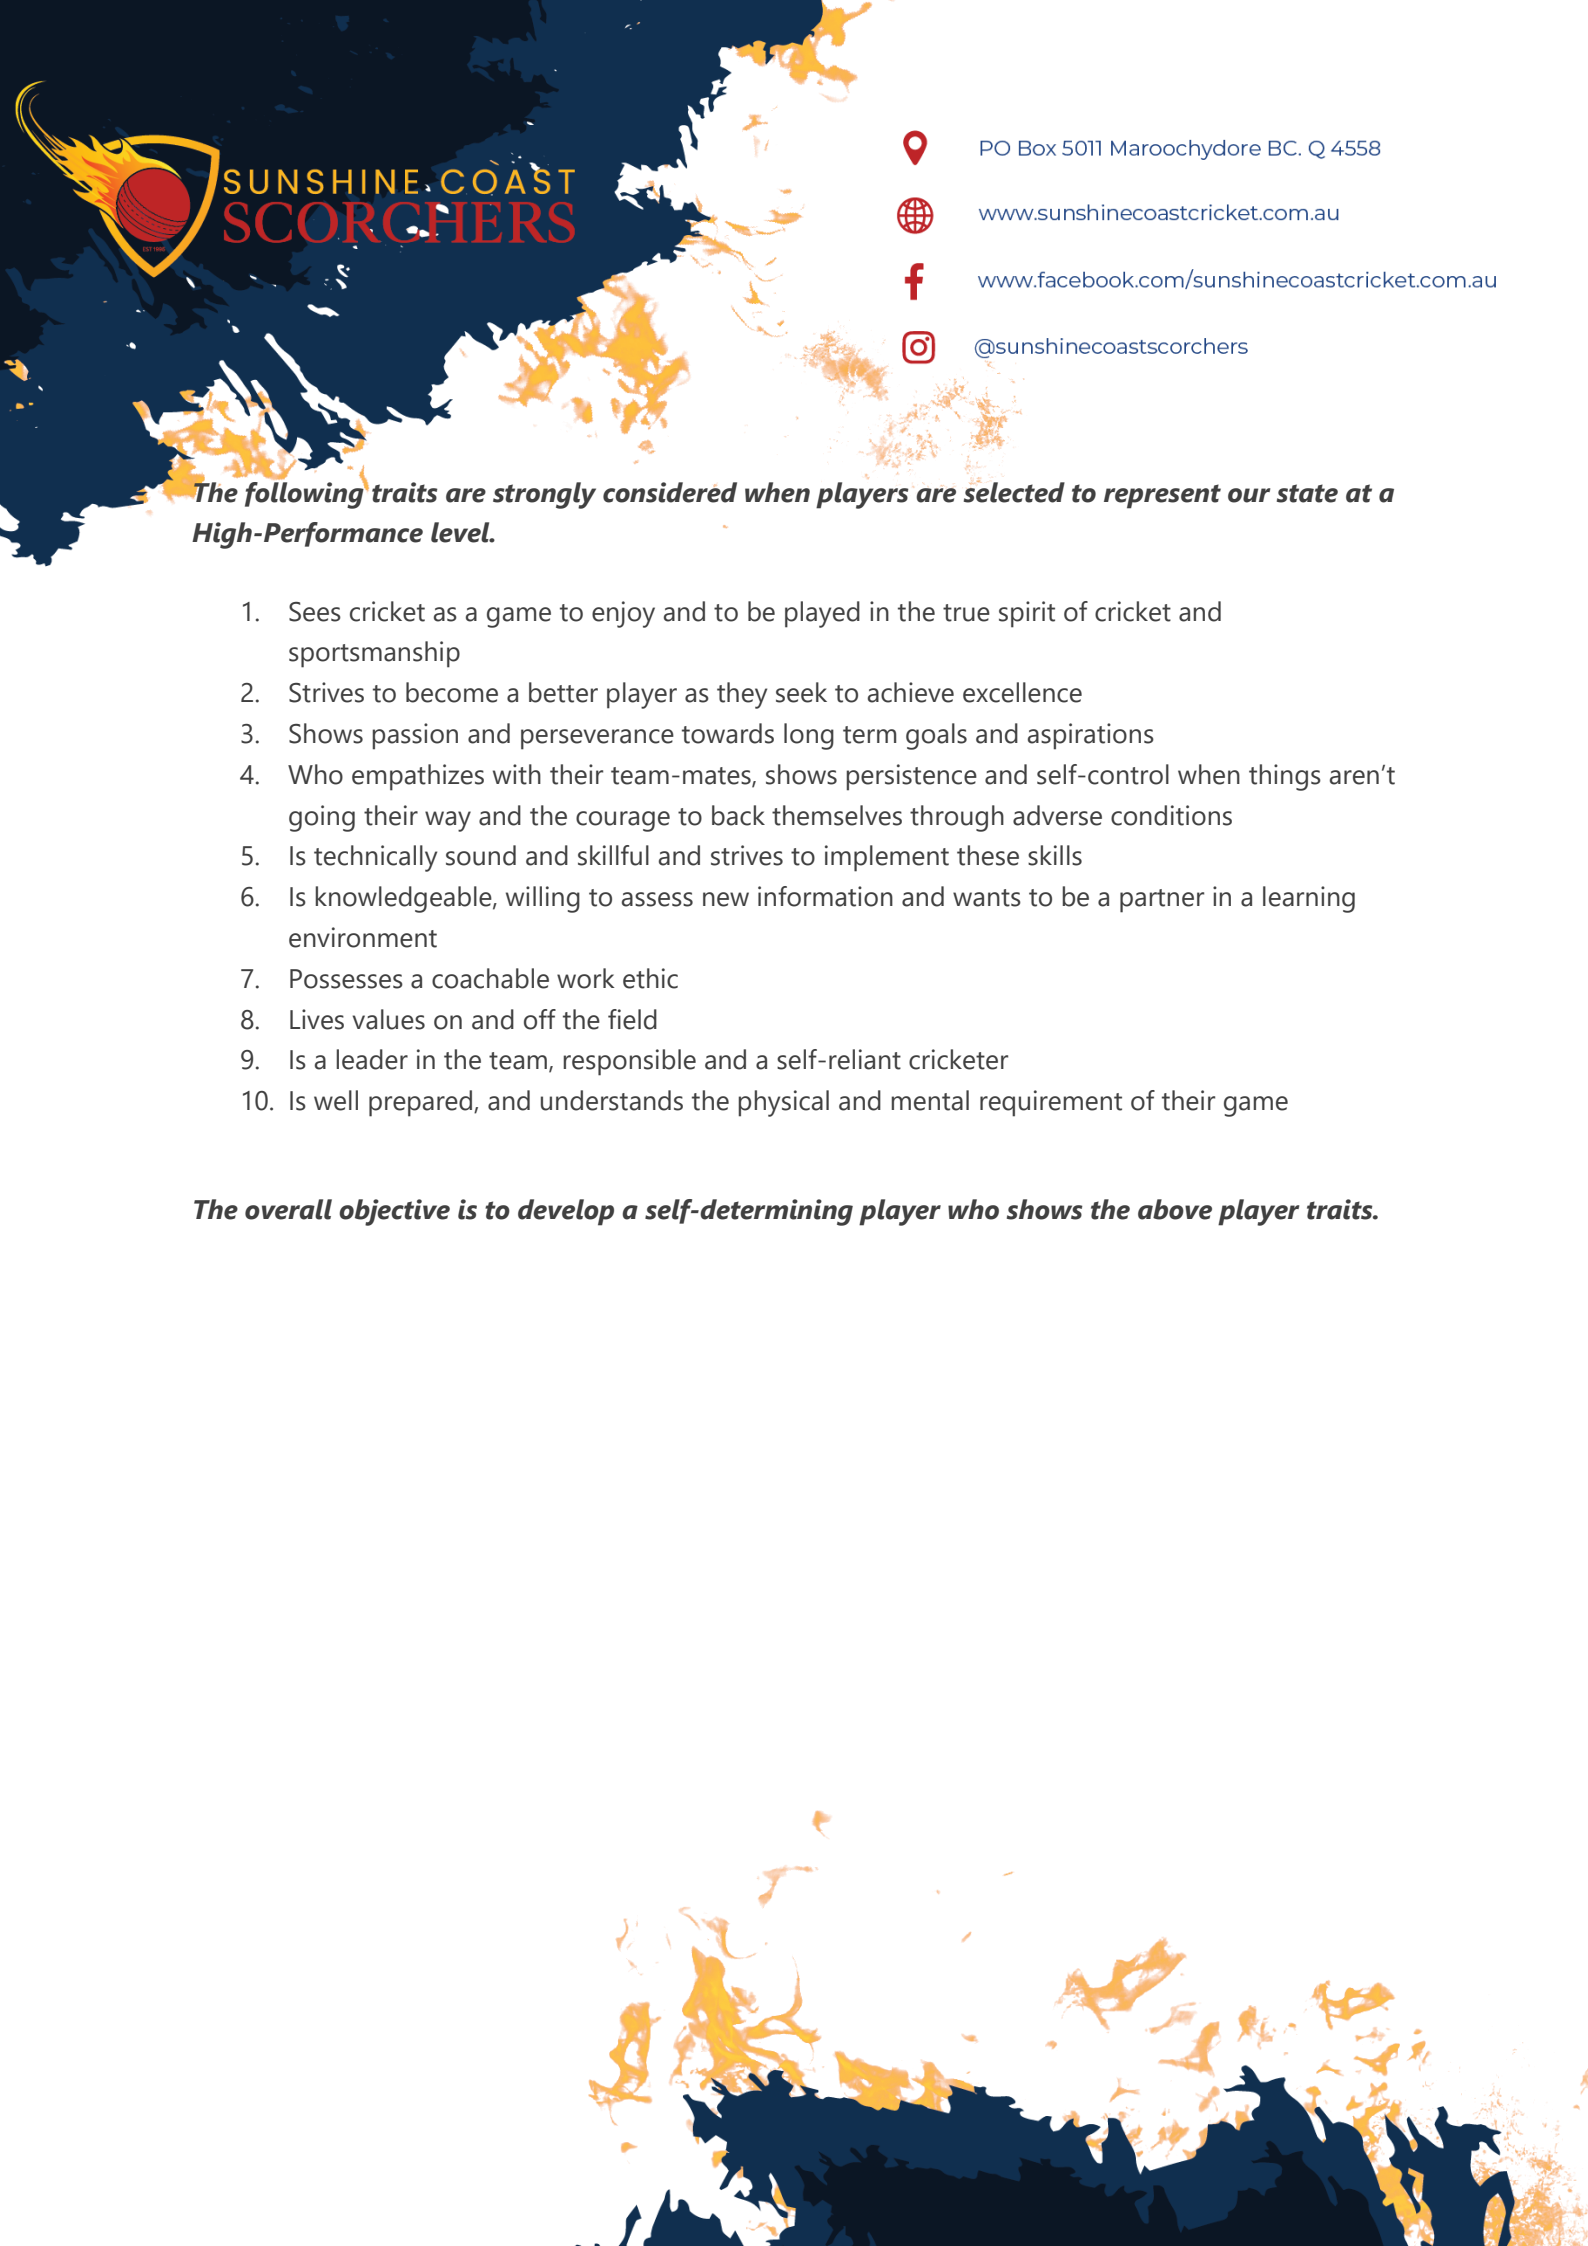 SUNSHINE COAST
SCORCHERS
EST 1966
PO Box 5011 Maroochydore BC. Q 4558
www.sunshinecoastcricket.com.au
www.facebook.com/sunshinecoastcricket.com.au
@sunshinecoastscorchers
The following traits are strongly considered when players are selected to represent our state at a
High-Performance level.
1. Sees cricket as a game to enjoy and to be played in the true spirit of cricket and
sportsmanship
2. Strives to become a better player as they seek to achieve excellence
3. Shows passion and perseverance towards long term goals and aspirations
4. Who empathizes with their team-mates, shows persistence and self-control when things aren’t
going their way and the courage to back themselves through adverse conditions
5. Is technically sound and skillful and strives to implement these skills
6. Is knowledgeable, willing to assess new information and wants to be a partner in a learning
environment
7. Possesses a coachable work ethic
8. Lives values on and off the field
9. Is a leader in the team, responsible and a self-reliant cricketer
10. Is well prepared, and understands the physical and mental requirement of their game
The overall objective is to develop a self-determining player who shows the above player traits.